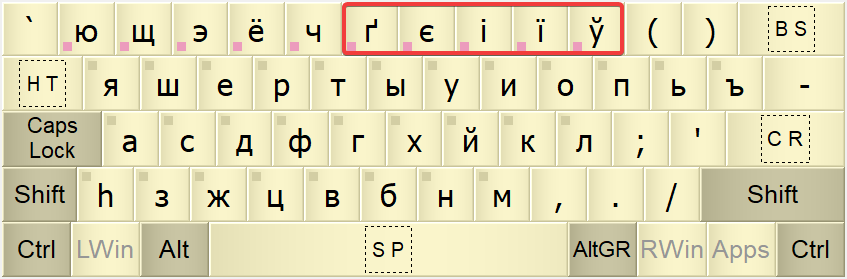 ` ю щ э ё ч ґ є і ї ў ( ) BS
HT я ш е р т ы у и о п ь ъ -
Caps Lock а с д ф г х й к л ; ' CR
Shift һ з ж ц в б н м , . / Shift
Ctrl LWin Alt SP AltGR RWin Apps Ctrl